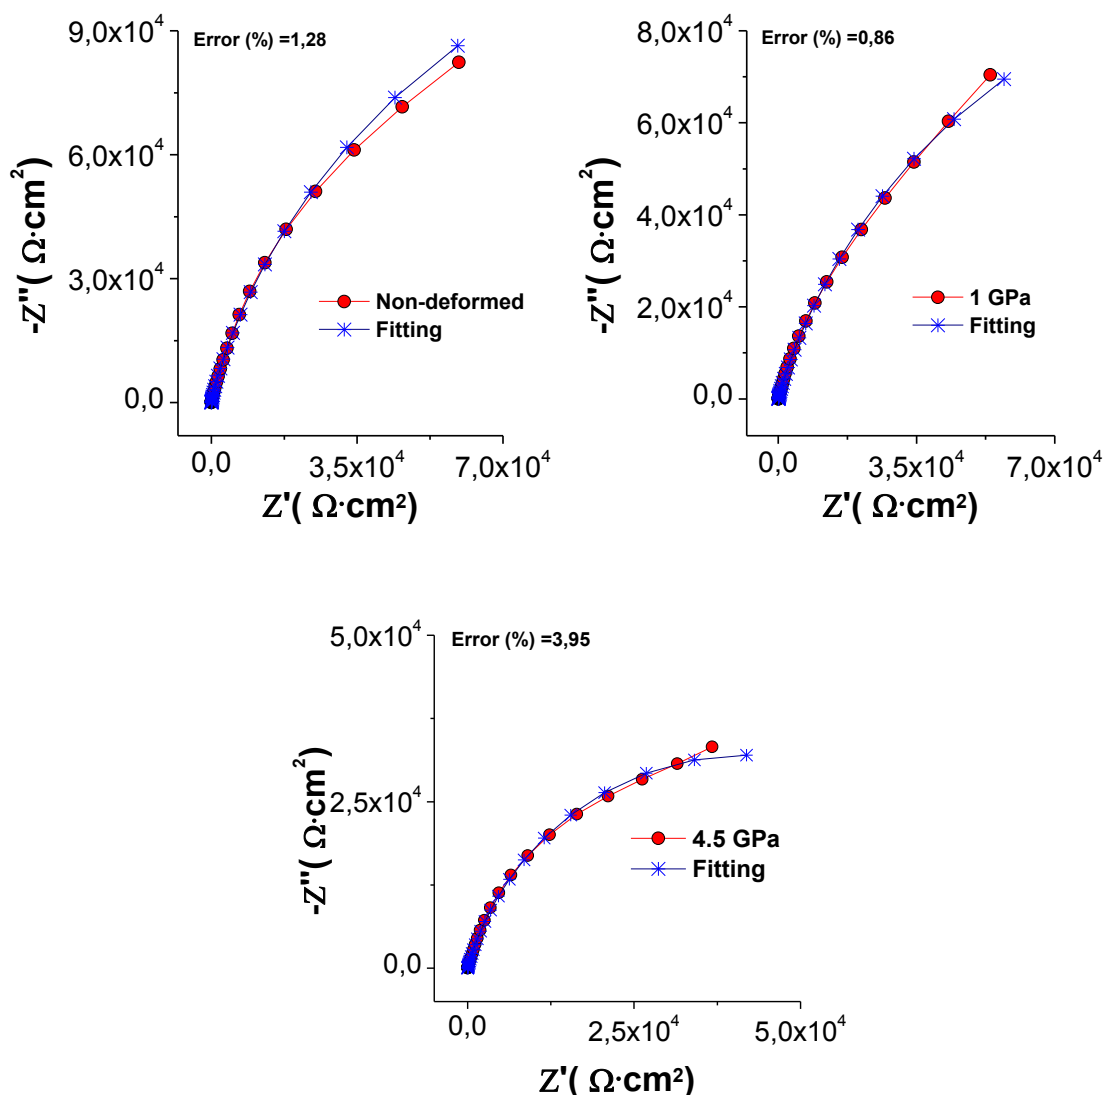 9,0x10⁴
Error (%) =1,28
6,0x10⁴
3,0x10⁴
0,0
-Z''( Ω·cm²)
Non-deformed
Fitting
0,0
3,5x10⁴
7,0x10⁴
Z'( Ω·cm²)
8,0x10⁴
Error (%) =0,86
6,0x10⁴
4,0x10⁴
2,0x10⁴
0,0
-Z''( Ω·cm²)
1 GPa
Fitting
0,0
3,5x10⁴
7,0x10⁴
Z'( Ω·cm²)
5,0x10⁴
Error (%) =3,95
2,5x10⁴
0,0
-Z''( Ω·cm²)
4.5 GPa
Fitting
0,0
2,5x10⁴
5,0x10⁴
Z'( Ω·cm²)